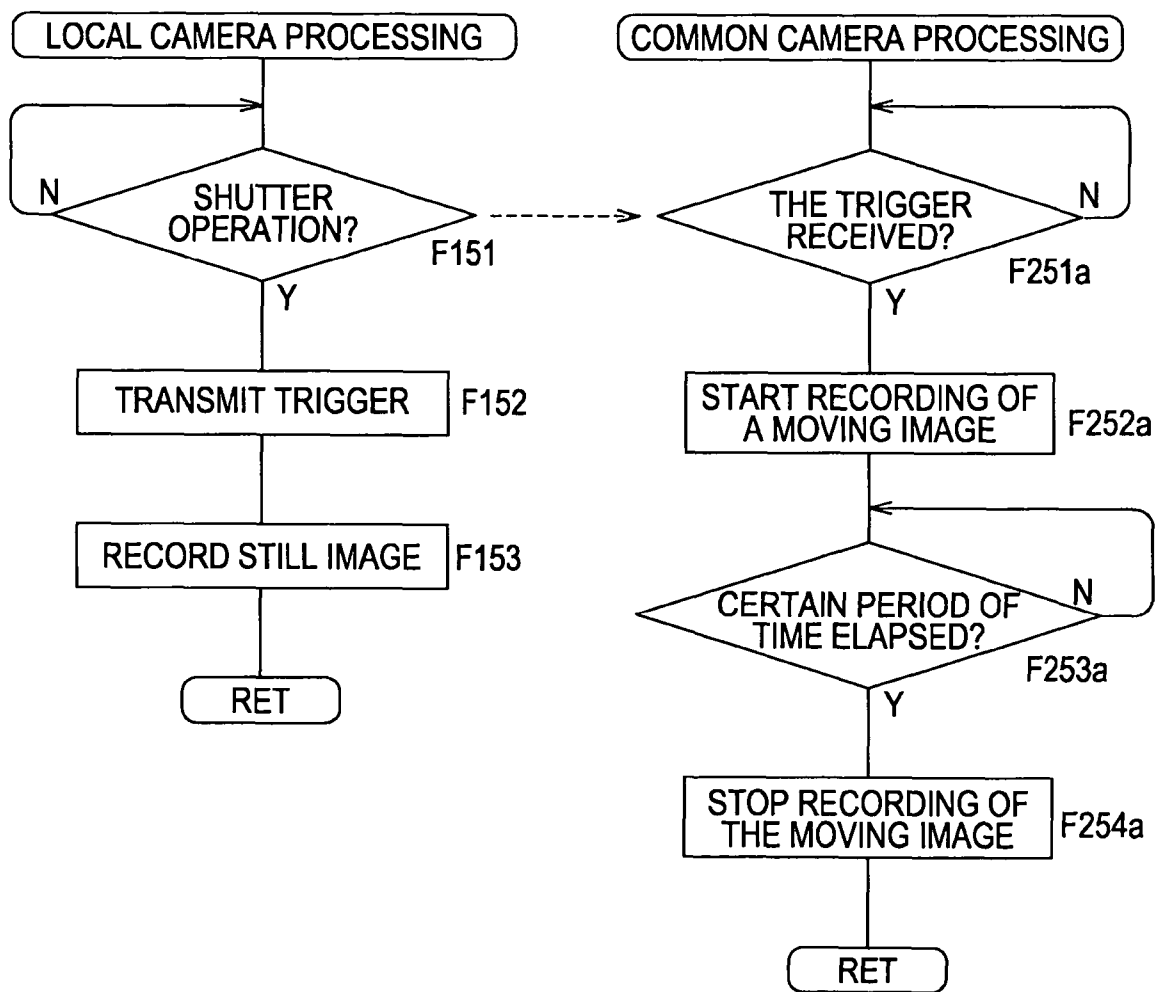 LOCAL CAMERA PROCESSING
N
SHUTTER
OPERATION?
F151
Y
TRANSMIT TRIGGER
F152
RECORD STILL IMAGE
F153
RET
COMMON CAMERA PROCESSING
THE TRIGGER
RECEIVED?
N
F251a
Y
START RECORDING OF
A MOVING IMAGE
F252a
CERTAIN PERIOD OF
TIME ELAPSED?
N
F253a
Y
STOP RECORDING OF
THE MOVING IMAGE
F254a
RET